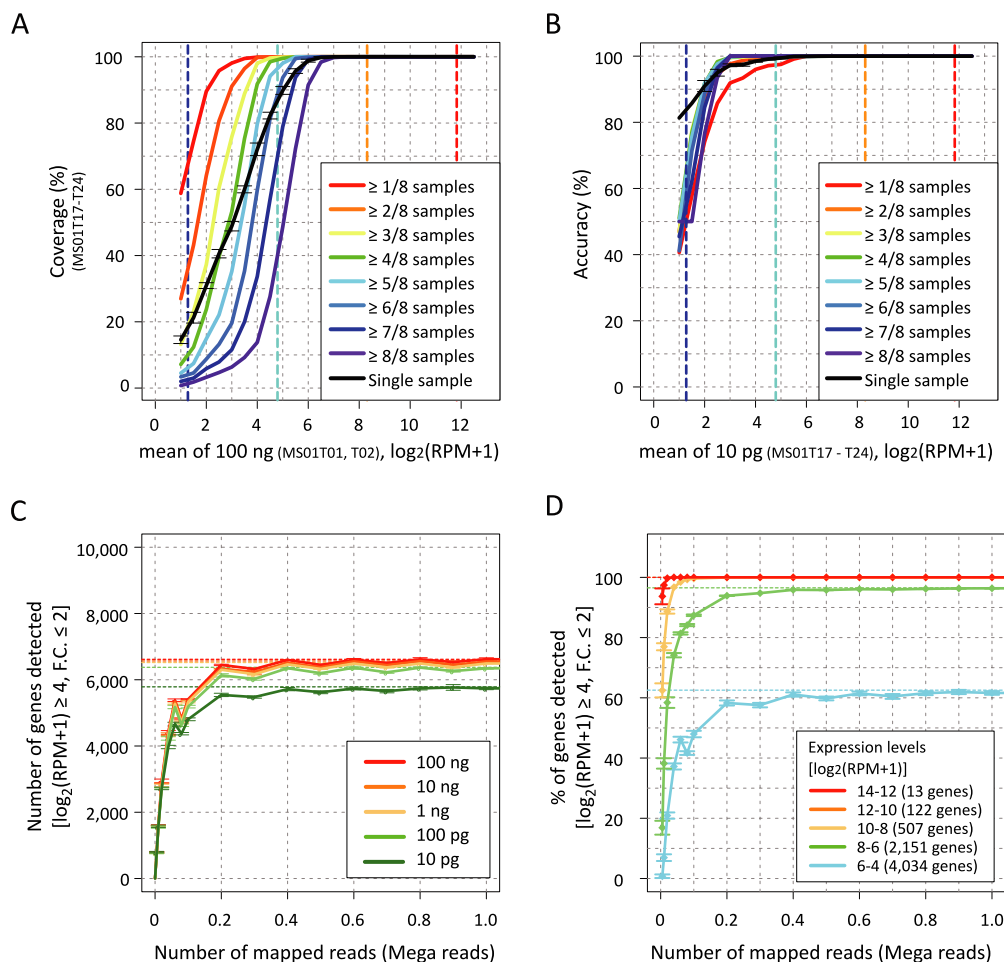 A
Coverage (%)
(MS01T17-T24)
100
80
60
40
20
0
≥ 1/8 samples
≥ 2/8 samples
≥ 3/8 samples
≥ 4/8 samples
≥ 5/8 samples
≥ 6/8 samples
≥ 7/8 samples
≥ 8/8 samples
Single sample
0 2 4 6 8 10 12
mean of 100 ng (MS01T01, T02), log2(RPM+1)
B
Accuracy (%)
100
80
60
40
20
0
≥ 1/8 samples
≥ 2/8 samples
≥ 3/8 samples
≥ 4/8 samples
≥ 5/8 samples
≥ 6/8 samples
≥ 7/8 samples
≥ 8/8 samples
Single sample
0 2 4 6 8 10 12
mean of 10 pg (MS01T17 - T24), log2(RPM+1)
C
Number of genes detected
[log2(RPM+1) ≥ 4, F.C. ≤ 2]
10,000
8,000
6,000
4,000
2,000
0
100 ng
10 ng
1 ng
100 pg
10 pg
0 0.2 0.4 0.6 0.8 1.0
Number of mapped reads (Mega reads)
D
% of genes detected
[log2(RPM+1) ≥ 4, F.C. ≤ 2]
100
80
60
40
20
0
Expression levels
[log2(RPM+1)]
14-12 (13 genes)
12-10 (122 genes)
10-8 (507 genes)
8-6 (2,151 genes)
6-4 (4,034 genes)
0 0.2 0.4 0.6 0.8 1.0
Number of mapped reads (Mega reads)